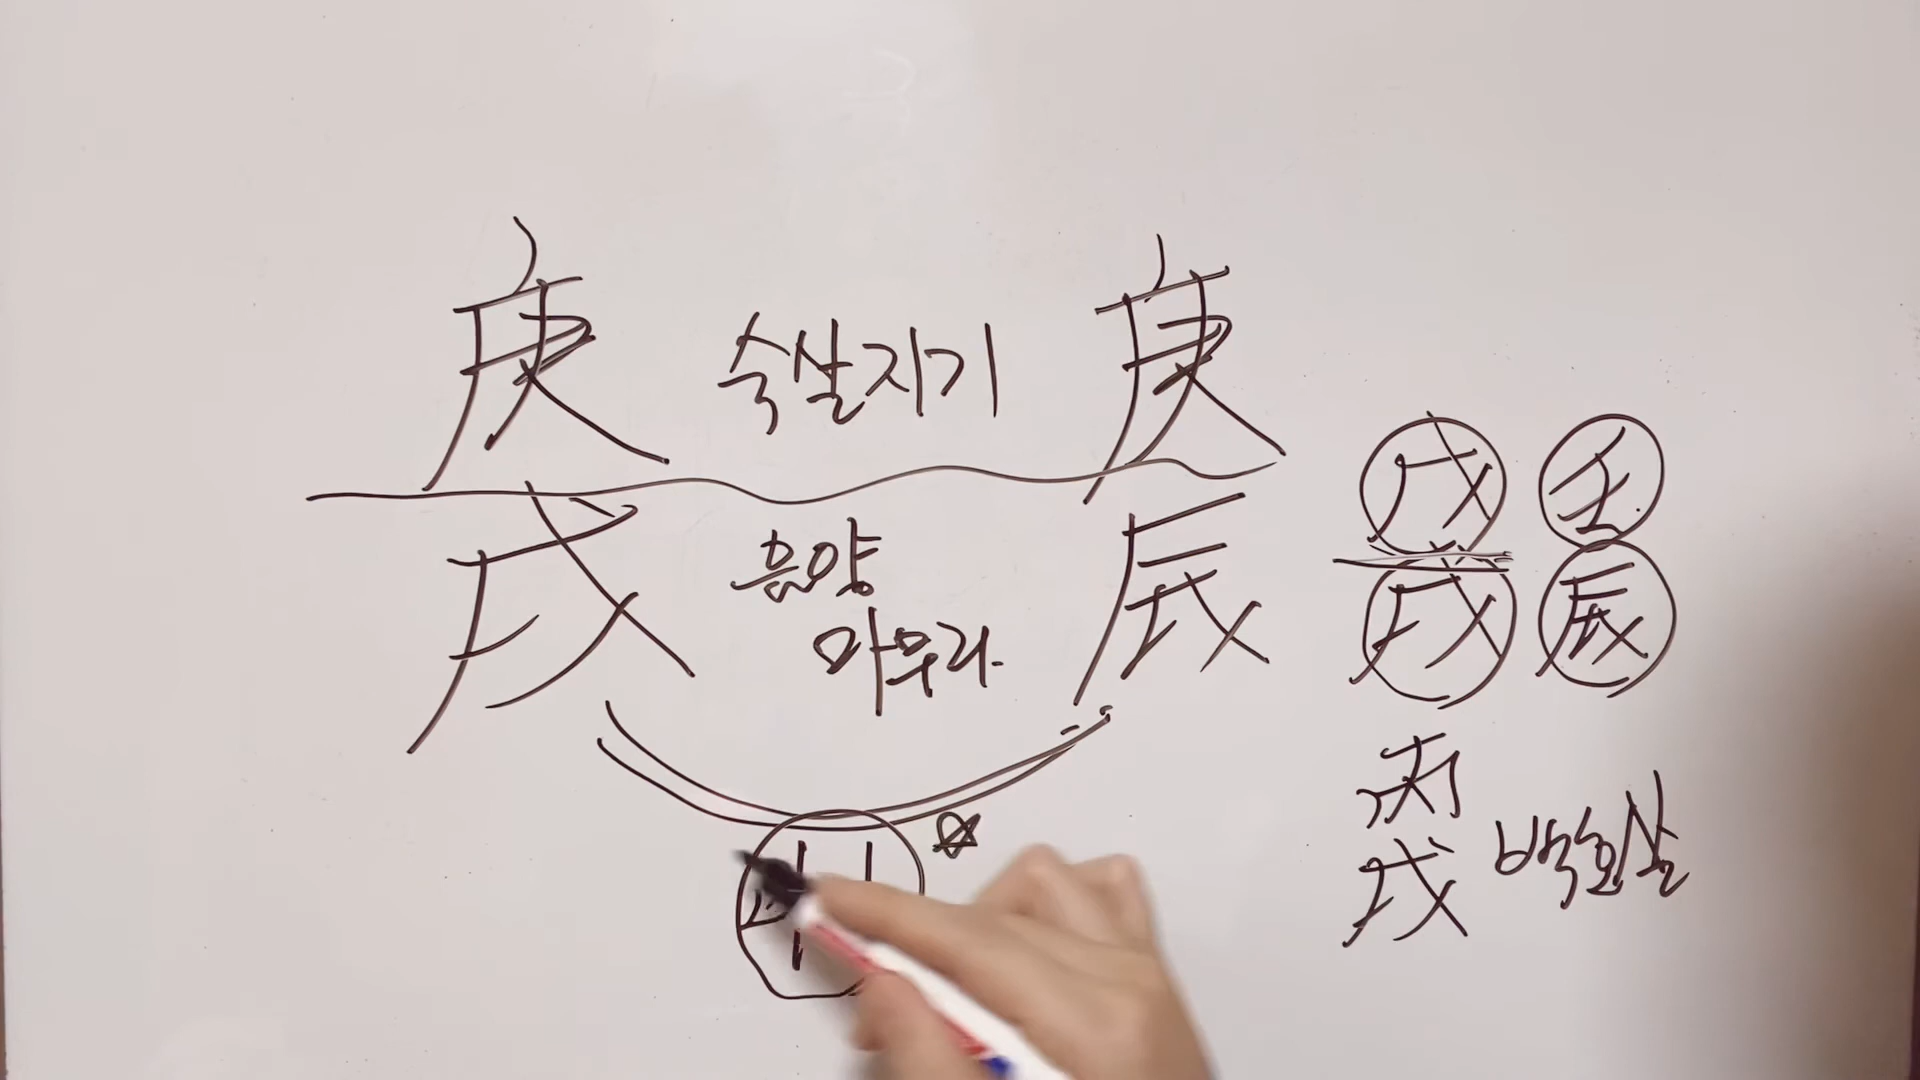 庚 숙살지기 庚
戌 음양 辰
마무리.
戊 壬
戌 辰
丙
戌 백호살